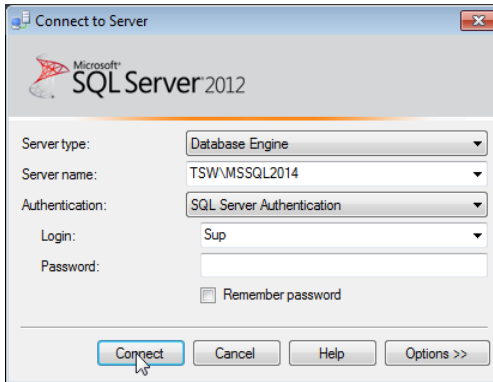 Connect to Server
Microsoft®
SQL Server 2012
Server type: Database Engine
Server name: TSW\MSSQL2014
Authentication: SQL Server Authentication
Login: Sup
Password:
Remember password
Connect Cancel Help Options >>